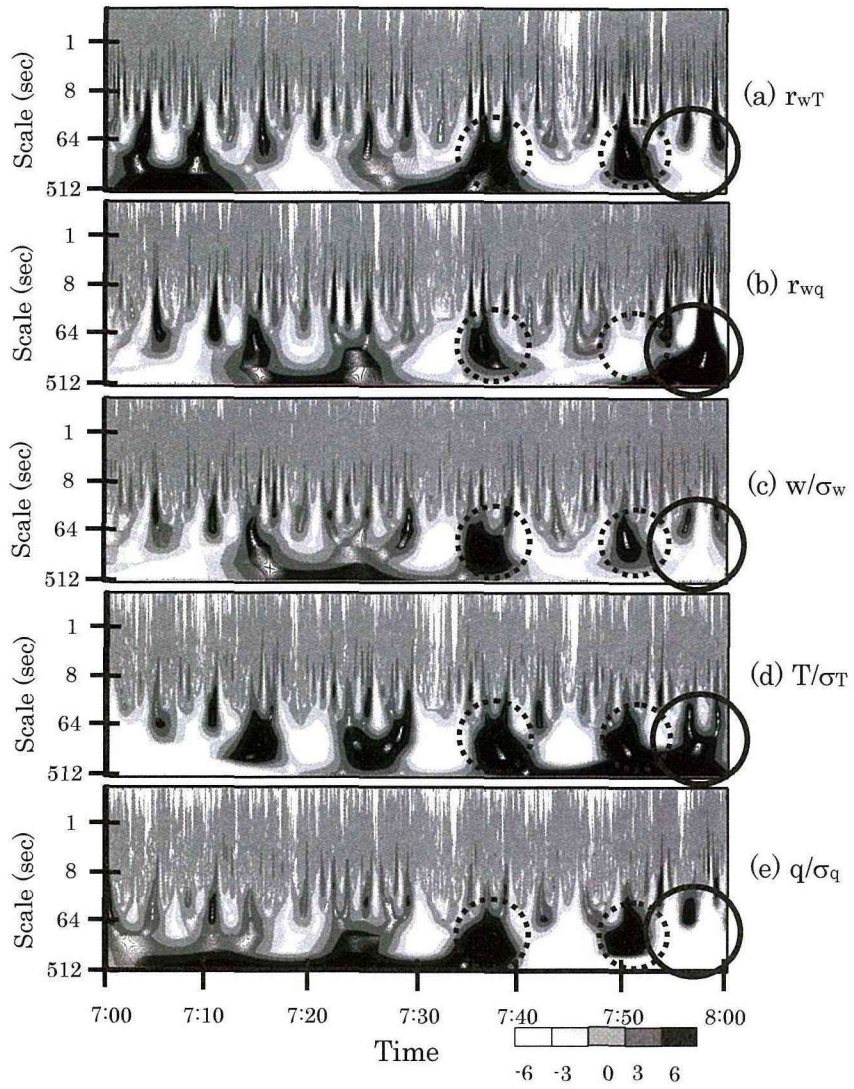 Scale (sec)
1
8
64
512
(a) rwT
Scale (sec)
1
8
64
512
(b) rwq
Scale (sec)
1
8
64
512
(c) w/σw
Scale (sec)
1
8
64
512
(d) T/σT
Scale (sec)
1
8
64
512
(e) q/σq
7:00 7:10 7:20 7:30 7:40 7:50 8:00
Time
-6 -3 0 3 6